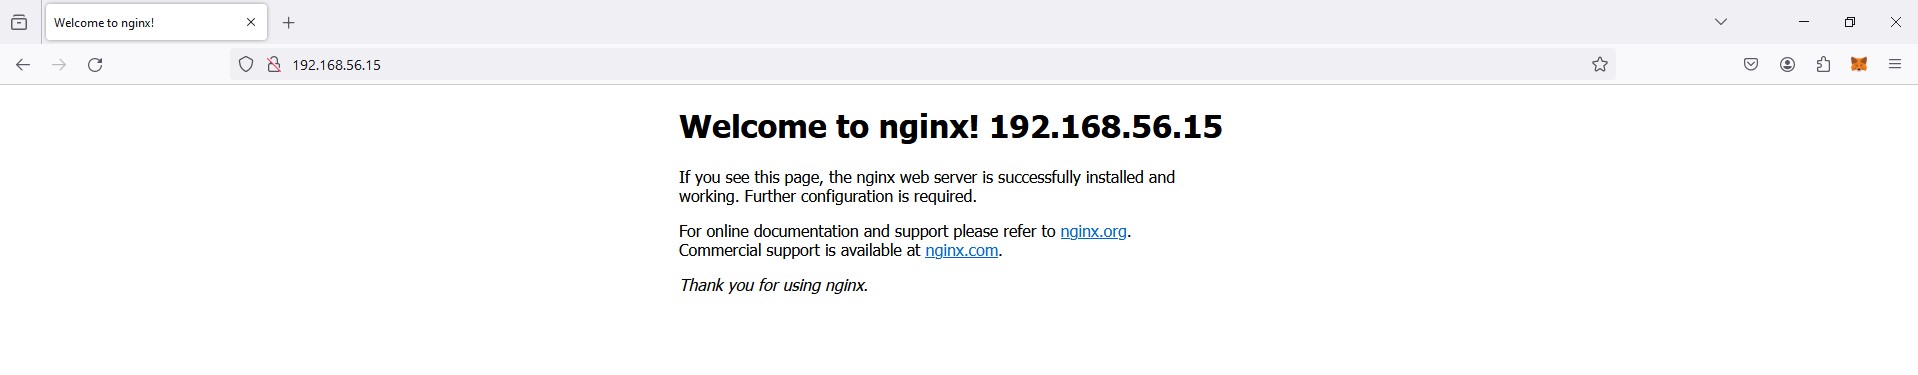 Welcome to nginx!
192.168.56.15
Welcome to nginx! 192.168.56.15
If you see this page, the nginx web server is successfully installed and
working. Further configuration is required.
For online documentation and support please refer to nginx.org.
Commercial support is available at nginx.com.
Thank you for using nginx.